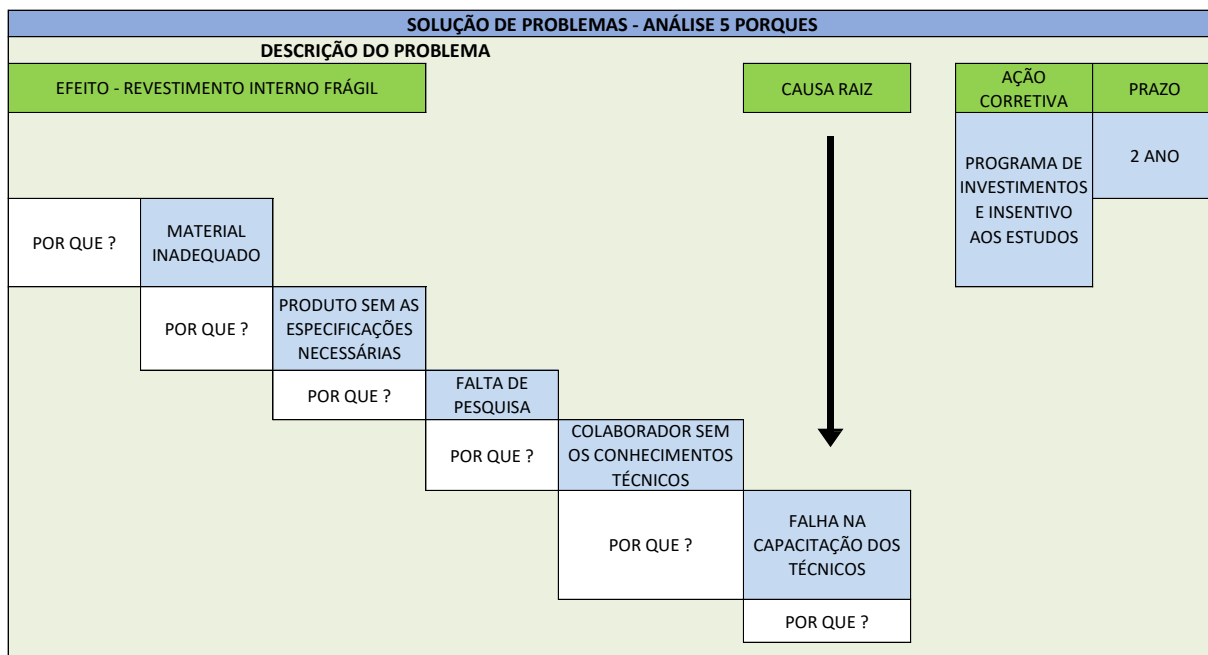 SOLUÇÃO DE PROBLEMAS - ANÁLISE 5 PORQUES
DESCRIÇÃO DO PROBLEMA
EFEITO - REVESTIMENTO INTERNO FRÁGIL
CAUSA RAIZ
AÇÃO
CORRETIVA
PRAZO
PROGRAMA DE
INVESTIMENTOS
E INSENTIVO
AOS ESTUDOS
2 ANO
POR QUE ?
MATERIAL
INADEQUADO
POR QUE ?
PRODUTO SEM AS
ESPECIFICAÇÕES
NECESSÁRIAS
POR QUE ?
FALTA DE
PESQUISA
POR QUE ?
COLABORADOR SEM
OS CONHECIMENTOS
TÉCNICOS
POR QUE ?
FALHA NA
CAPACITAÇÃO DOS
TÉCNICOS
POR QUE ?